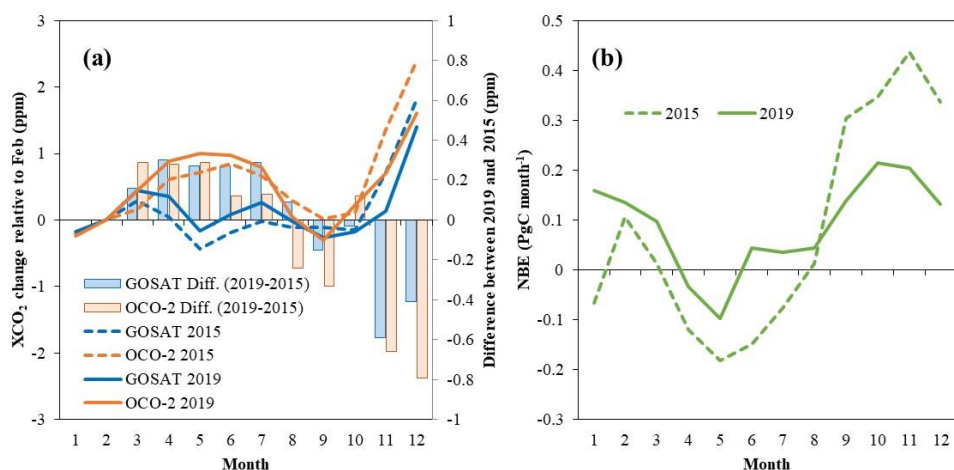 (a)
XCO₂ change relative to Feb (ppm)
3
2
1
0
-1
-2
-3
1
0.8
0.6
0.4
0.2
0
-0.2
-0.4
-0.6
-0.8
-1
Difference between 2019 and 2015 (ppm)
GOSAT Diff. (2019-2015)
OCO-2 Diff. (2019-2015)
GOSAT 2015
OCO-2 2015
GOSAT 2019
OCO-2 2019
1 2 3 4 5 6 7 8 9 10 11 12
Month
(b)
NBE (PgC month⁻¹)
0.5
0.4
0.3
0.2
0.1
0
-0.1
-0.2
-0.3
2015
2019
1 2 3 4 5 6 7 8 9 10 11 12
Month